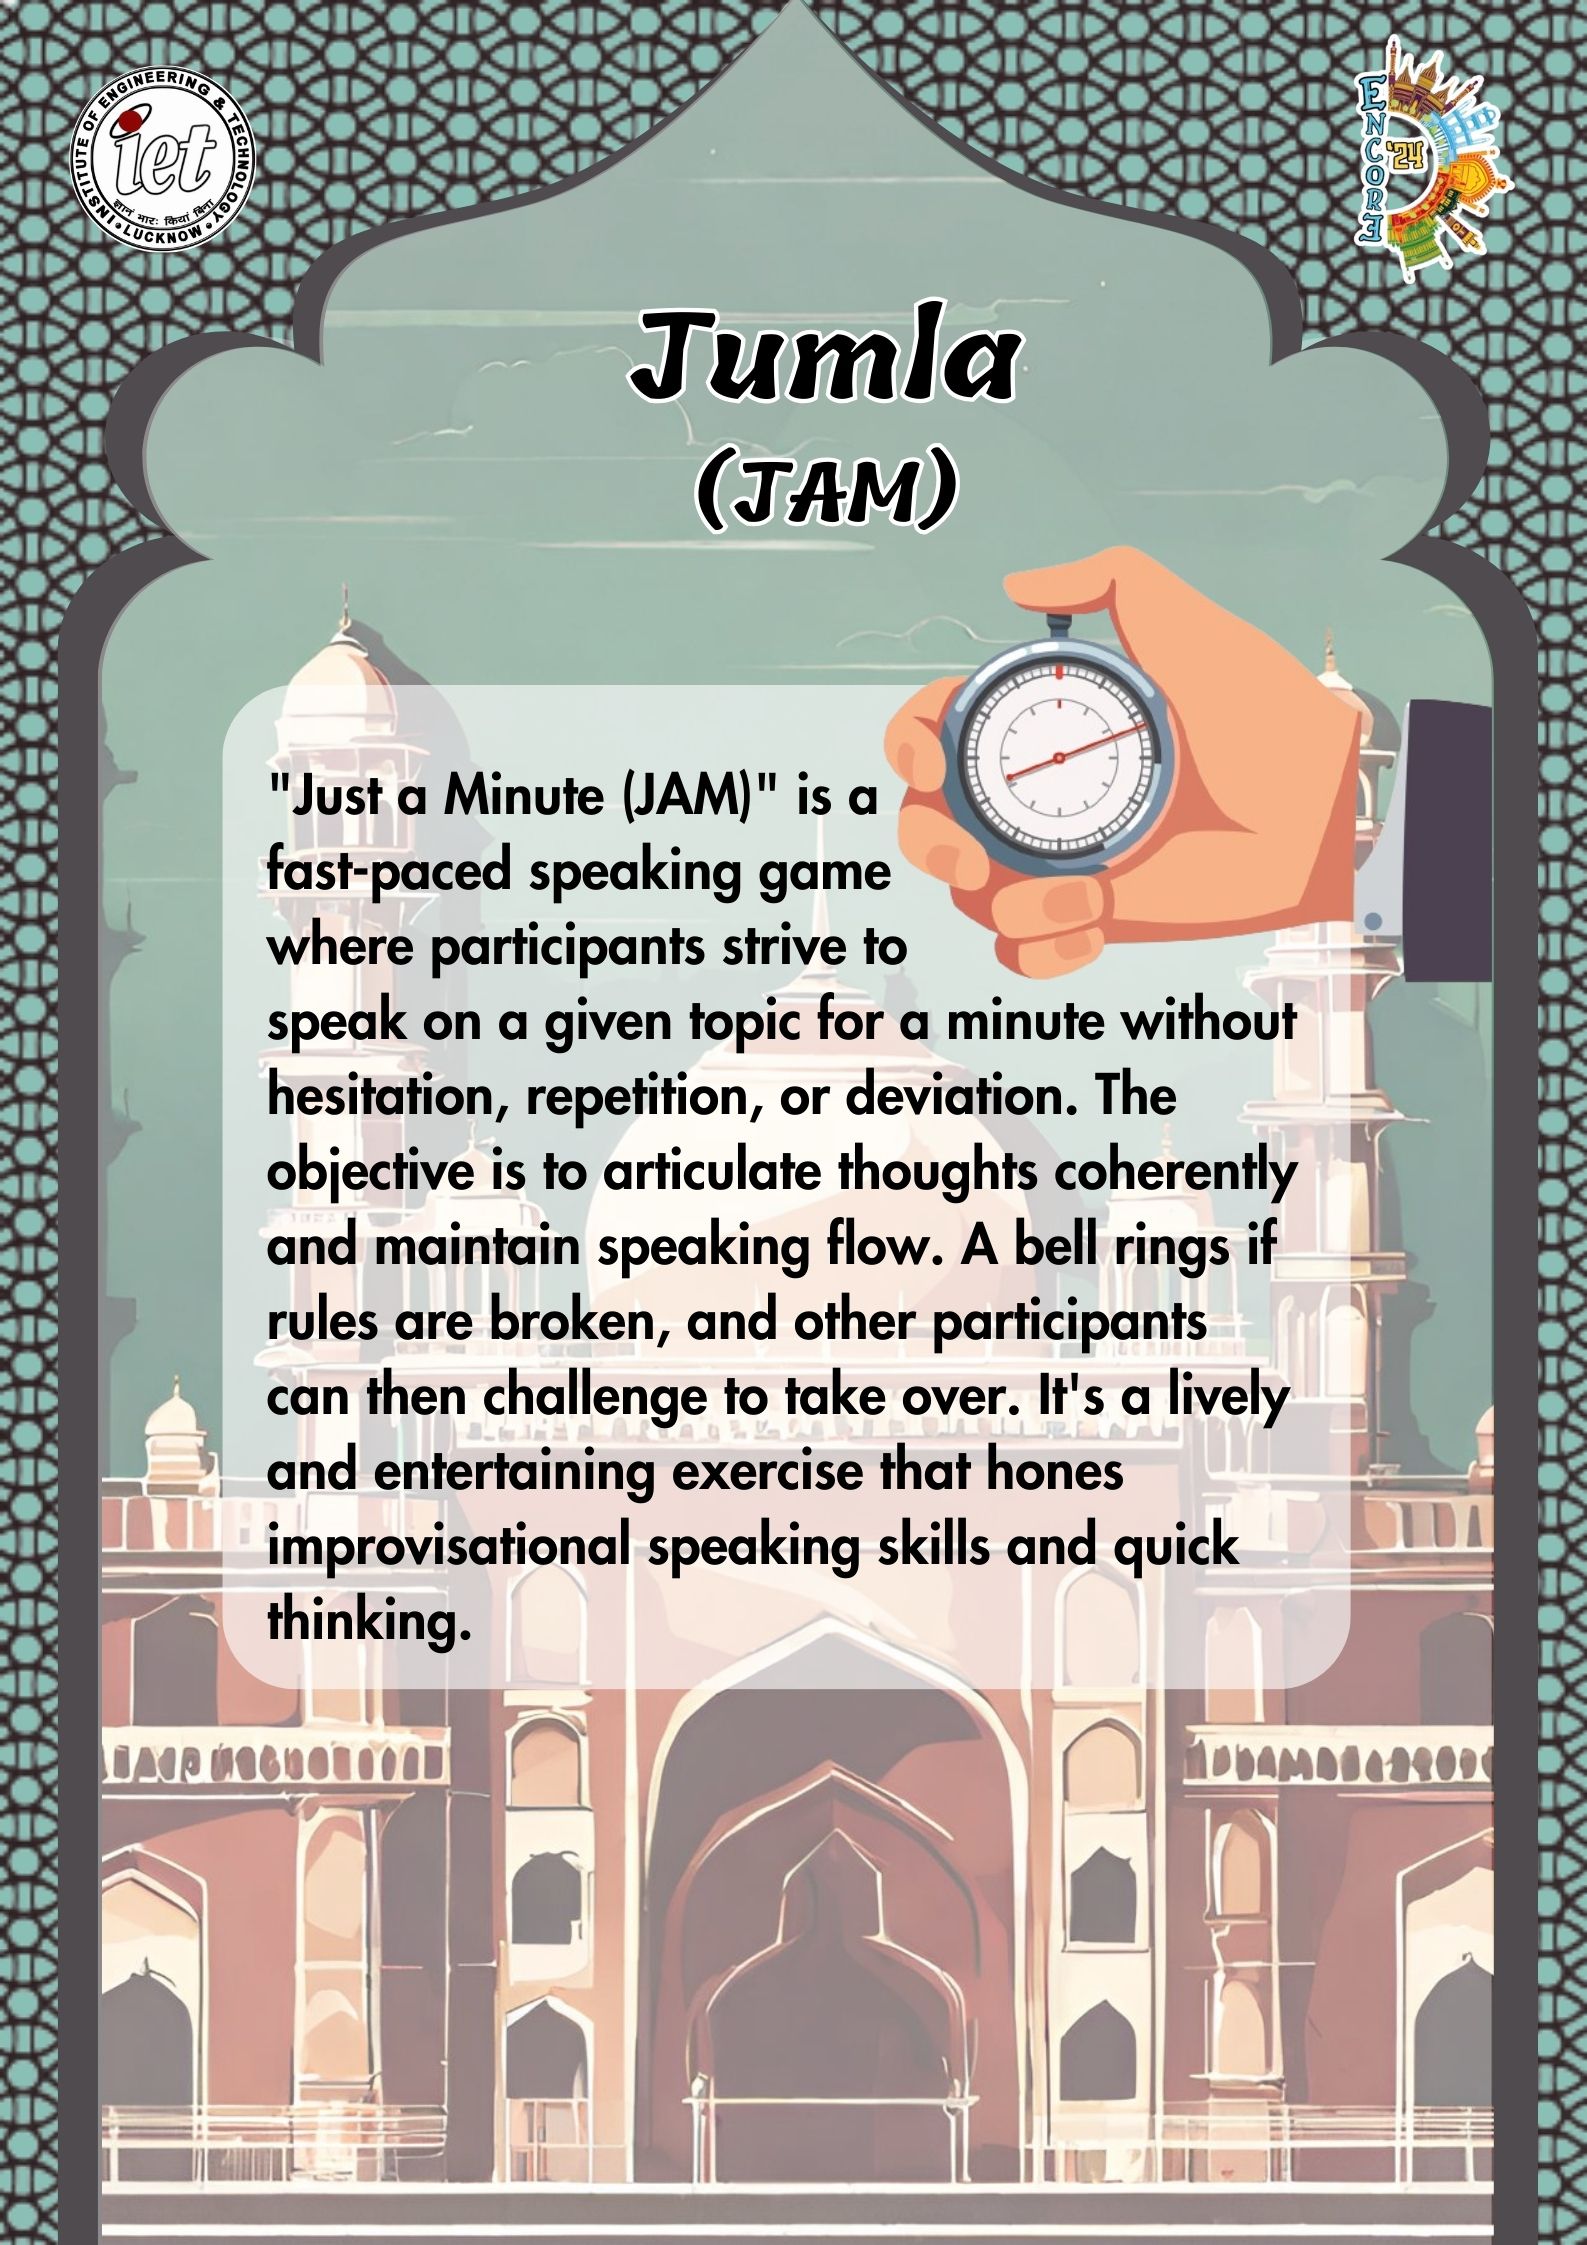 INSTITUTE OF ENGINEERING & TECHNOLOGY
iet
ज्ञानं भारः क्रियां बिना
LUCKNOW
ENCORE
'24
Jumla
(JAM)
"Just a Minute (JAM)" is a
fast-paced speaking game
where participants strive to
speak on a given topic for a minute without
hesitation, repetition, or deviation. The
objective is to articulate thoughts coherently
and maintain speaking flow. A bell rings if
rules are broken, and other participants
can then challenge to take over. It's a lively
and entertaining exercise that hones
improvisational speaking skills and quick
thinking.